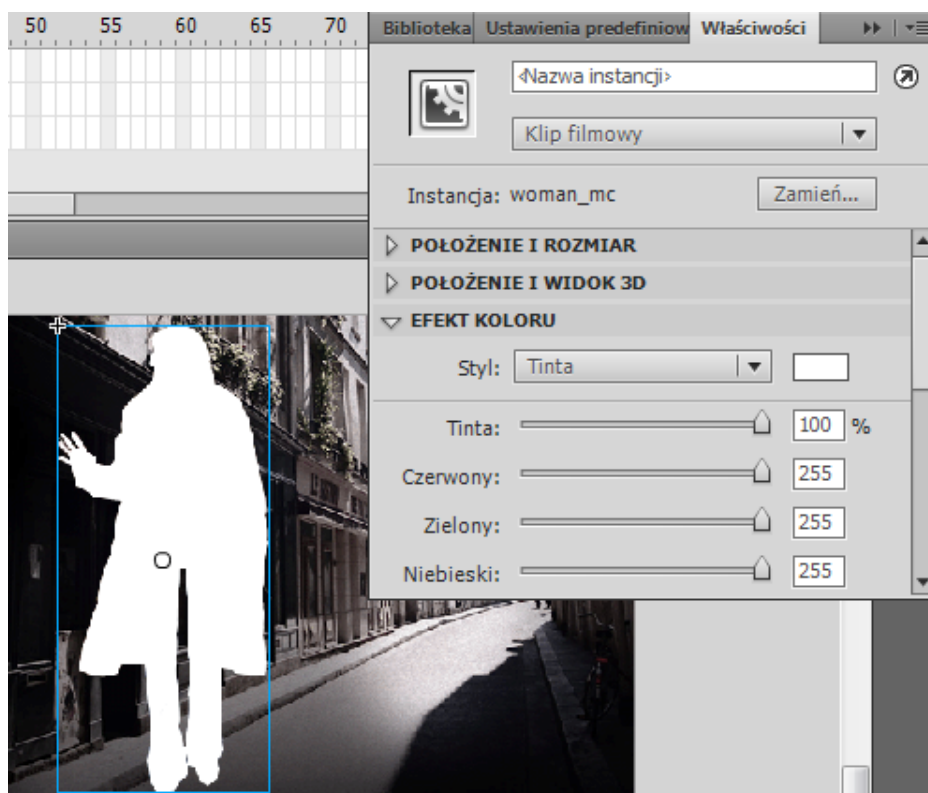 50 55 60 65 70
Biblioteka Ustawienia predefiniow Właściwości
<Nazwa instancji>
Klip filmowy
Instancja: woman_mc Zamień...
POŁOŻENIE I ROZMIAR
POŁOŻENIE I WIDOK 3D
EFEKT KOLORU
Styl: Tinta
Tinta: 100 %
Czerwony: 255
Zielony: 255
Niebieski: 255